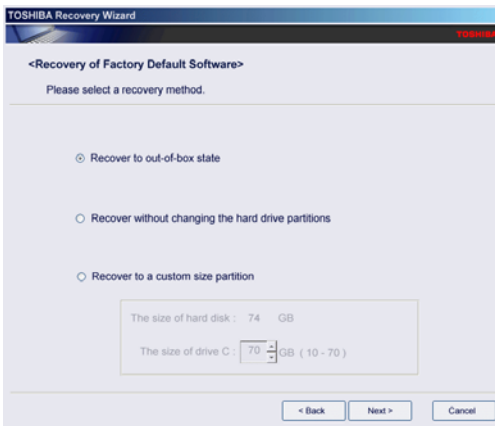 TOSHIBA Recovery Wizard
TOSHIBA
<Recovery of Factory Default Software>
Please select a recovery method.
Recover to out-of-box state
Recover without changing the hard drive partitions
Recover to a custom size partition
The size of hard disk : 74 GB
The size of drive C : 70 GB ( 10 - 70 )
< Back Next > Cancel